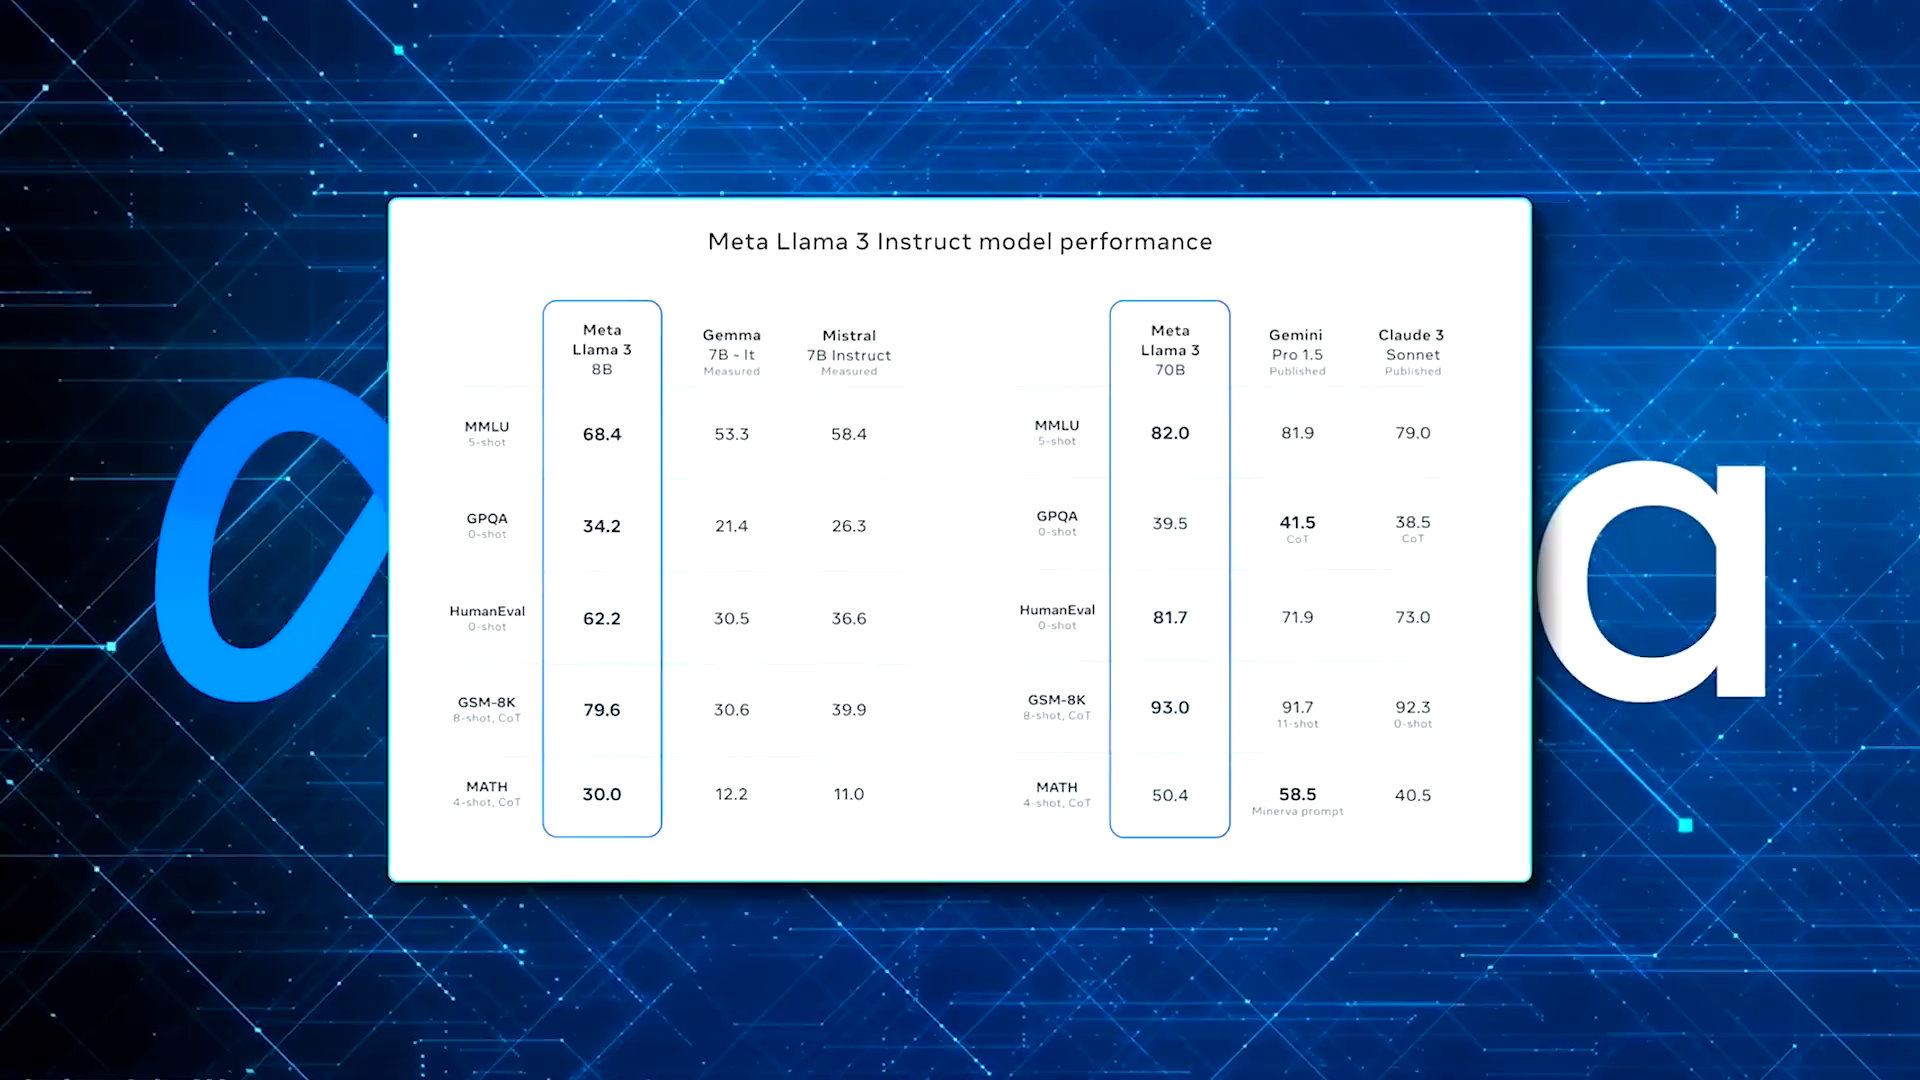 Meta Llama 3 Instruct model performance
Meta
Llama 3
8B
Gemma
7B - It
Measured
Mistral
7B Instruct
Measured
MMLU
5-shot
68.4
53.3
58.4
GPQA
0-shot
34.2
21.4
26.3
HumanEval
0-shot
62.2
30.5
36.6
GSM-8K
8-shot, CoT
79.6
30.6
39.9
MATH
4-shot, CoT
30.0
12.2
11.0
Meta
Llama 3
70B
Gemini
Pro 1.5
Published
Claude 3
Sonnet
Published
MMLU
5-shot
82.0
81.9
79.0
GPQA
0-shot
39.5
41.5
CoT
38.5
CoT
HumanEval
0-shot
81.7
71.9
73.0
GSM-8K
8-shot, CoT
93.0
91.7
11-shot
92.3
0-shot
MATH
4-shot, CoT
50.4
58.5
Minerva prompt
40.5
a